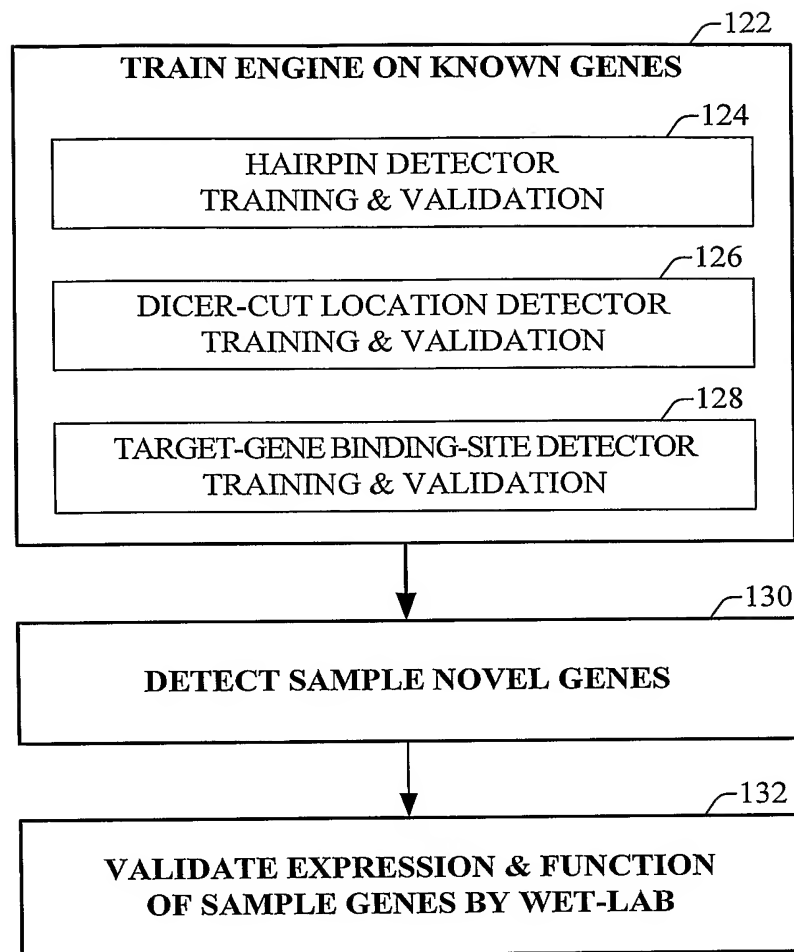 122
TRAIN ENGINE ON KNOWN GENES
124
HAIRPIN DETECTOR
TRAINING & VALIDATION
126
DICER-CUT LOCATION DETECTOR
TRAINING & VALIDATION
128
TARGET-GENE BINDING-SITE DETECTOR
TRAINING & VALIDATION
130
DETECT SAMPLE NOVEL GENES
132
VALIDATE EXPRESSION & FUNCTION
OF SAMPLE GENES BY WET-LAB